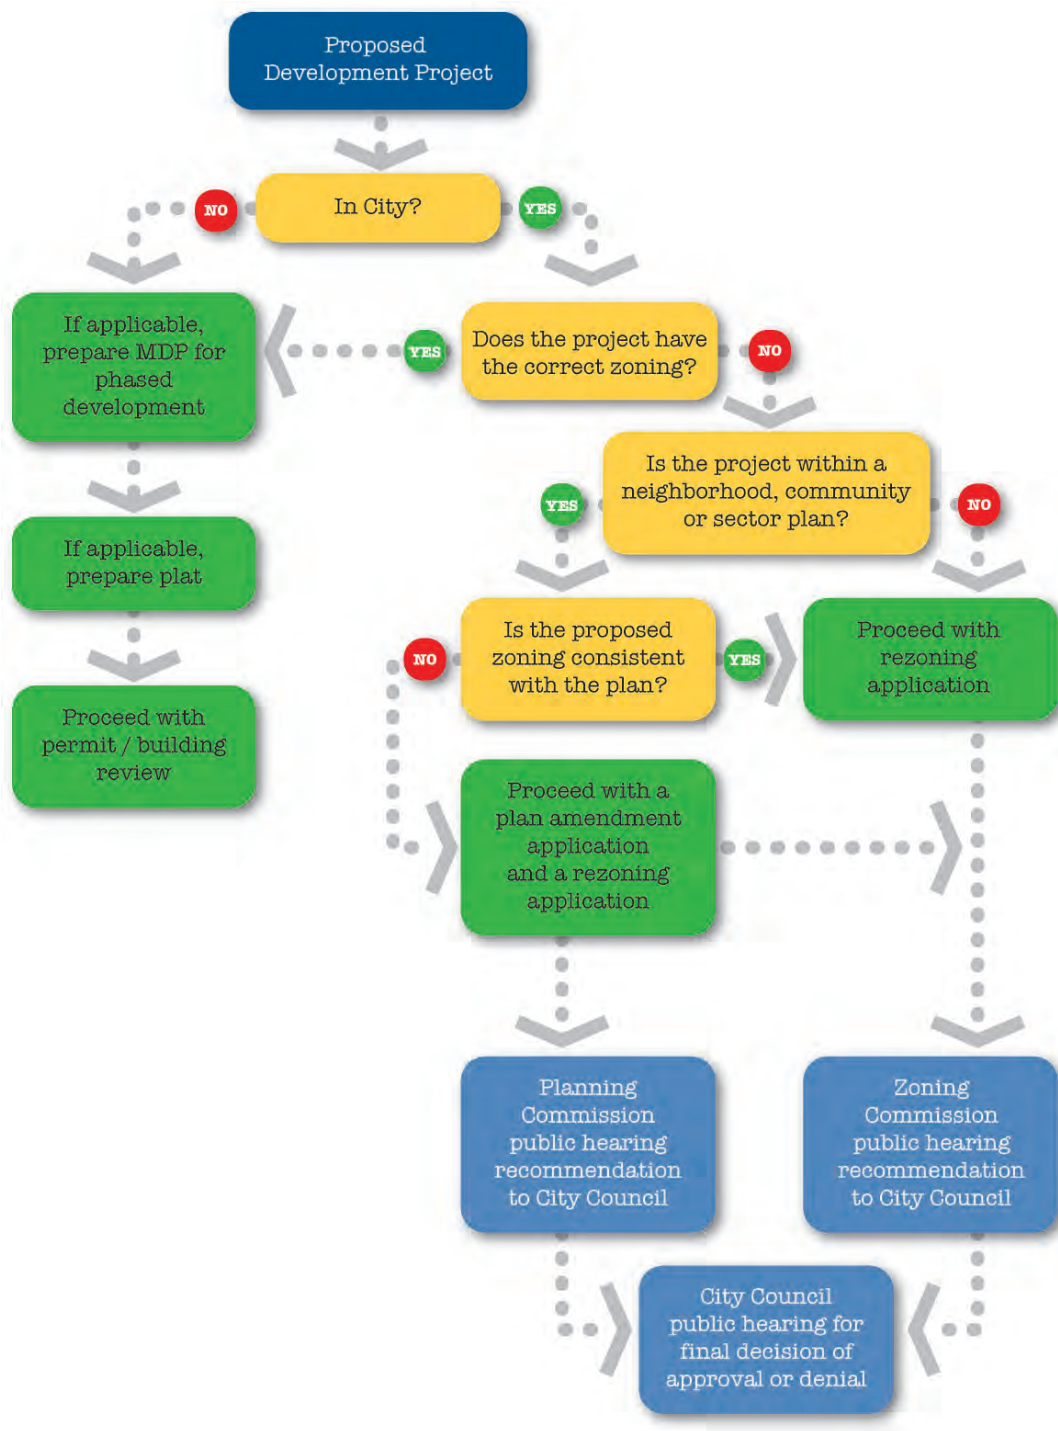 Proposed
Development Project
In City?
NO
YES
If applicable,
prepare MDP for
phased
development
YES
Does the project have
the correct zoning?
NO
Is the project within a
neighborhood, community
or sector plan?
YES
NO
If applicable,
prepare plat
Is the proposed
zoning consistent
with the plan?
NO
YES
Proceed with
rezoning
application
Proceed with
permit / building
review
Proceed with a
plan amendment
application
and a rezoning
application
Planning
Commission
public hearing
recommendation
to City Council
Zoning
Commission
public hearing
recommendation
to City Council
City Council
public hearing for
final decision of
approval or denial